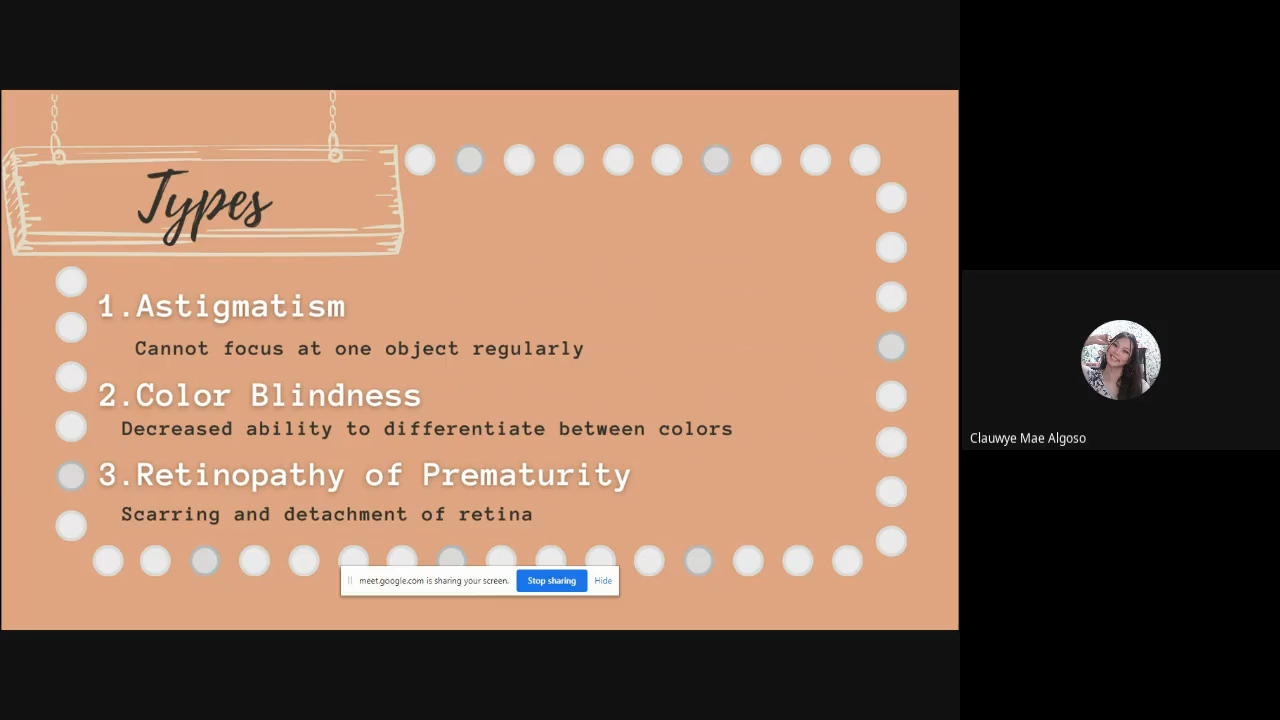 Types
1.Astigmatism
Cannot focus at one object regularly
2.Color Blindness
Decreased ability to differentiate between colors
3.Retinopathy of Prematurity
Scarring and detachment of retina
meet.google.com is sharing your screen. Stop sharing Hide
Clauwye Mae Algoso